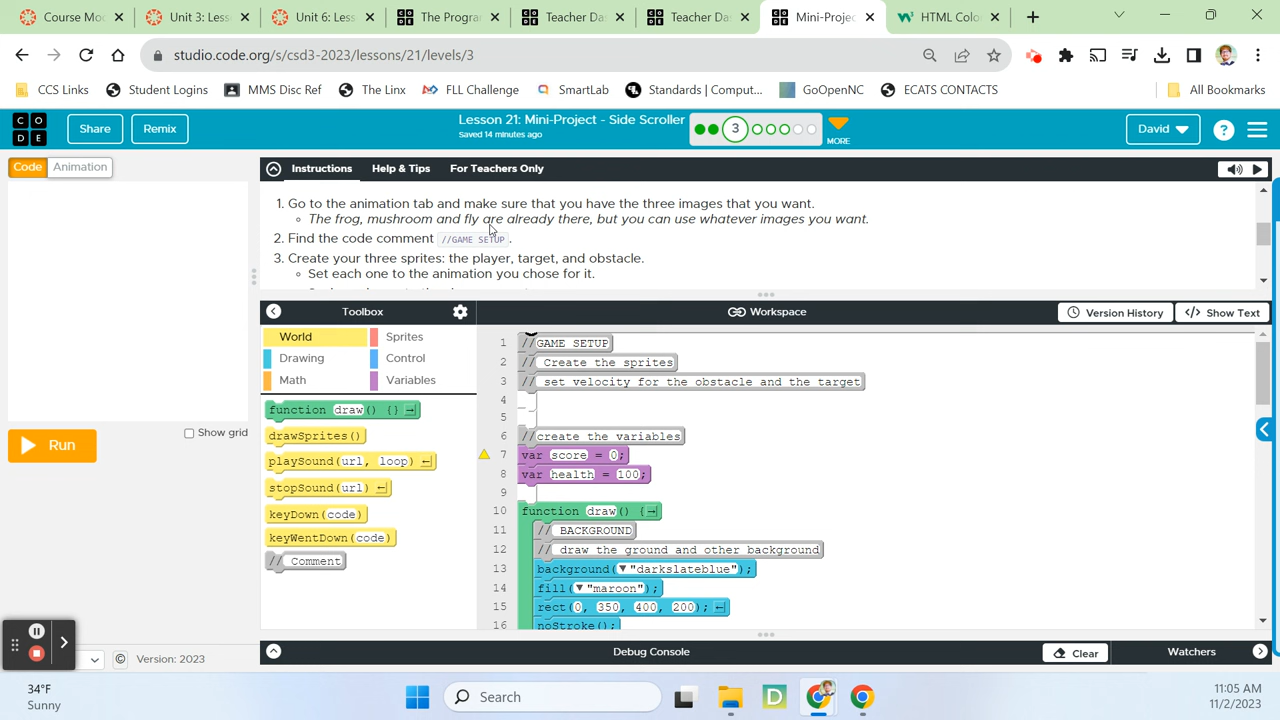 Course Mod
Unit 3: Less
Unit 6: Less
The Progran
Teacher Da
Teacher Da
Mini-Projec
HTML Colo
studio.code.org/s/csd3-2023/lessons/21/levels/3
CCS Links
Student Logins
MMS Disc Ref
The Linx
FLL Challenge
SmartLab
Standards | Comput...
GoOpenNC
ECATS CONTACTS
All Bookmarks
CODE
Share
Remix
Lesson 21: Mini-Project - Side Scroller
Saved 14 minutes ago
3
MORE
David
?
Code
Animation
Instructions
Help & Tips
For Teachers Only
1. Go to the animation tab and make sure that you have the three images that you want.
The frog, mushroom and fly are already there, but you can use whatever images you want.
2. Find the code comment //GAME SETUP.
3. Create your three sprites: the player, target, and obstacle.
Set each one to the animation you chose for it.
Toolbox
Workspace
Version History
</> Show Text
World
Sprites
Drawing
Control
Math
Variables
function draw() {}
drawSprites()
playSound(url, loop)
stopSound(url)
keyDown(code)
keyWentDown(code)
// Comment
1 //GAME SETUP
2 // Create the sprites
3 // set velocity for the obstacle and the target
4
5
6 //create the variables
7 var score = 0;
8 var health = 100;
9
10 function draw() {
11 // BACKGROUND
12 // draw the ground and other background
13 background("darkslateblue");
14 fill("maroon");
15 rect(0, 350, 400, 200);
16 noStroke();
Run
Show grid
Debug Console
Clear
Watchers
© Version: 2023
34°F
Sunny
Search
D
11:05 AM
11/2/2023